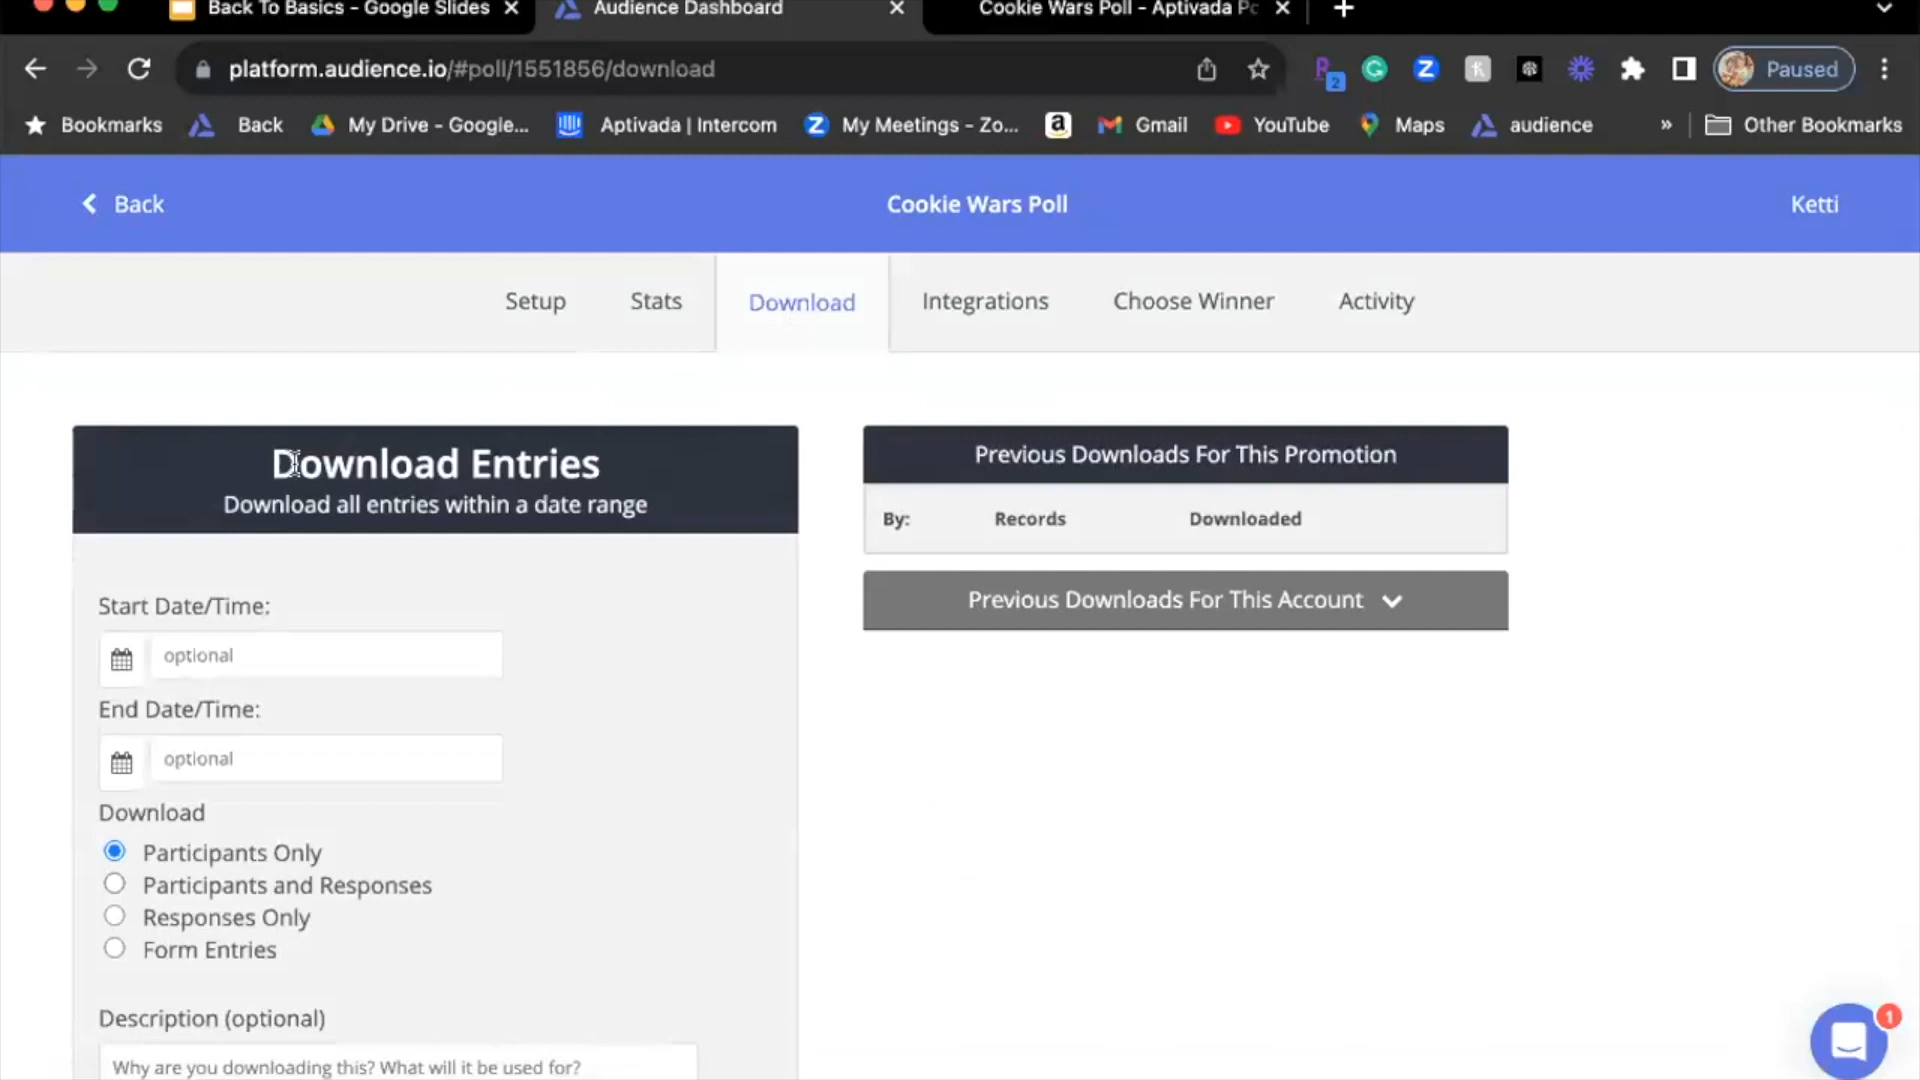 Back To Basics - Google Slides
Audience Dashboard
Cookie Wars Poll - Aptivada Pc
platform.audience.io/#poll/1551856/download
2
Paused
Bookmarks
Back
My Drive - Google...
Aptivada | Intercom
My Meetings - Zo...
Gmail
YouTube
Maps
audience
»
Other Bookmarks
Back
Cookie Wars Poll
Ketti
Setup
Stats
Download
Integrations
Choose Winner
Activity
Download Entries
Download all entries within a date range
Start Date/Time:
optional
End Date/Time:
optional
Download
Participants Only
Participants and Responses
Responses Only
Form Entries
Description (optional)
Why are you downloading this? What will it be used for?
Previous Downloads For This Promotion
By:
Records
Downloaded
Previous Downloads For This Account
1